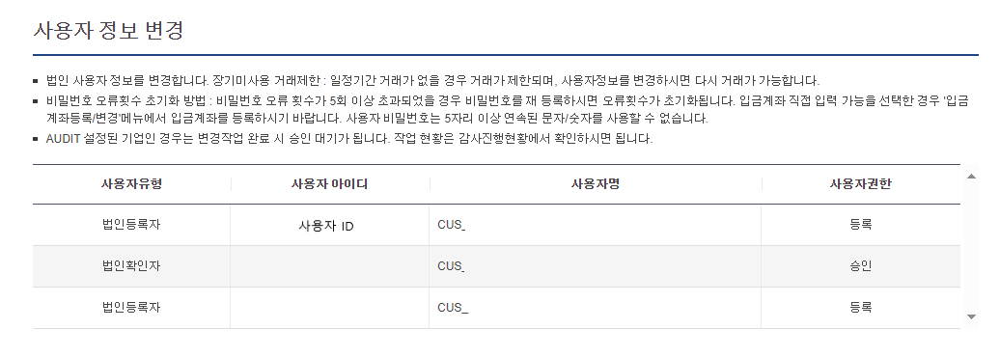 사용자 정보 변경
법인 사용자 정보를 변경합니다. 장기미사용 거래제한 : 일정기간 거래가 없을 경우 거래가 제한되며, 사용자정보를 변경하시면 다시 거래가 가능합니다.
비밀번호 오류횟수 초기화 방법 : 비밀번호 오류 횟수가 5회 이상 초과되었을 경우 비밀번호를 재 등록하시면 오류횟수가 초기화됩니다. 입금계좌 직접 입력 가능을 선택한 경우 '입금
계좌등록/변경'메뉴에서 입금계좌를 등록하시기 바랍니다. 사용자 비밀번호는 5자리 이상 연속된 문자/숫자를 사용할 수 없습니다.
AUDIT 설정된 기업인 경우는 변경작업 완료 시 승인 대기가 됩니다. 작업 현황은 감사진행현황에서 확인하시면 됩니다.
사용자유형 사용자 아이디 사용자명 사용자권한
법인등록자 사용자 ID CUS_ 등록
법인확인자 CUS_ 승인
법인등록자 CUS_ 등록